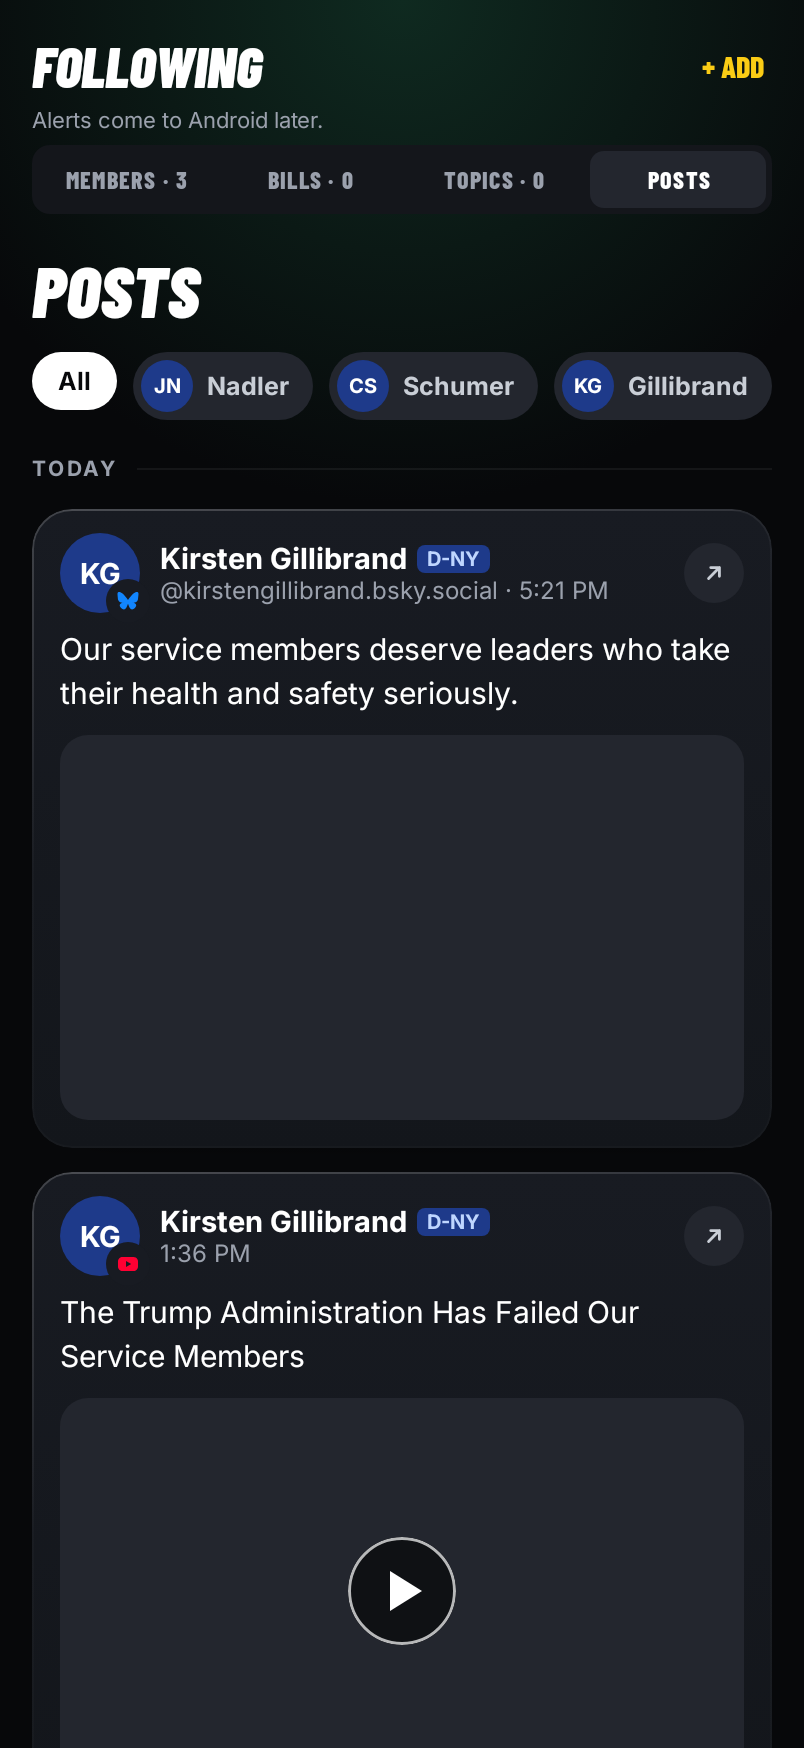 FOLLOWING
+ ADD
Alerts come to Android later.
MEMBERS · 3
BILLS · 0
TOPICS · 0
POSTS
POSTS
All
JN Nadler
CS Schumer
KG Gillibrand
TODAY
KG
Kirsten Gillibrand D-NY
@kirstengillibrand.bsky.social · 5:21 PM
Our service members deserve leaders who take
their health and safety seriously.
KG
Kirsten Gillibrand D-NY
1:36 PM
The Trump Administration Has Failed Our
Service Members